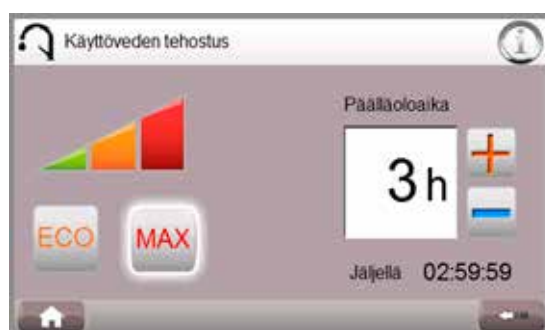 Käyttöveden tehostus
Päälläoloaika
3 h
ECO
MAX
Jäljellä 02:59:59